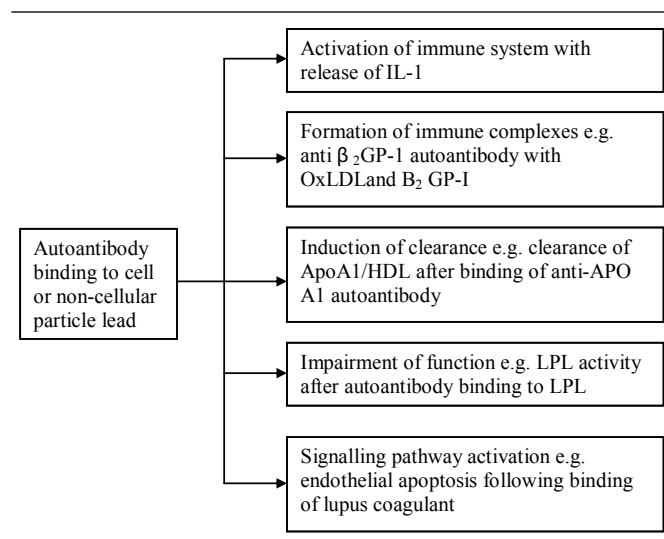 Activation of immune system with
release of IL-1
Formation of immune complexes e.g.
anti β 2GP-1 autoantibody with
OxLDLand B2 GP-I
Autoantibody
binding to cell
or non-cellular
particle lead
Induction of clearance e.g. clearance of
ApoA1/HDL after binding of anti-APO
A1 autoantibody
Impairment of function e.g. LPL activity
after autoantibody binding to LPL
Signalling pathway activation e.g.
endothelial apoptosis following binding
of lupus coagulant